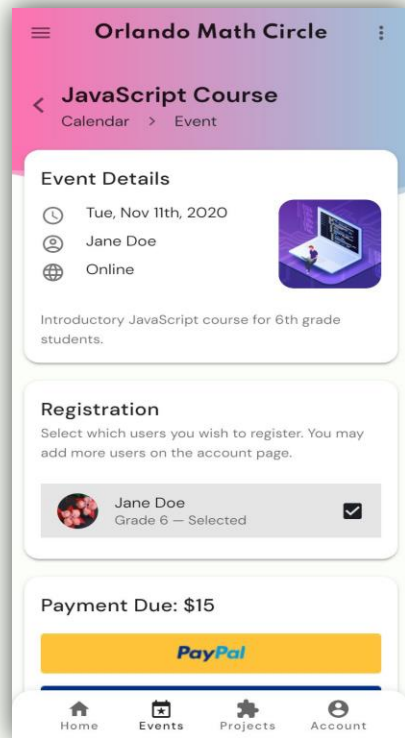 Orlando Math Circle
JavaScript Course
Calendar > Event
Event Details
Tue, Nov 11th, 2020
Jane Doe
Online
Introductory JavaScript course for 6th grade
students.
Registration
Select which users you wish to register. You may
add more users on the account page.
Jane Doe
Grade 6 — Selected
Payment Due: $15
PayPal
Home Events Projects Account